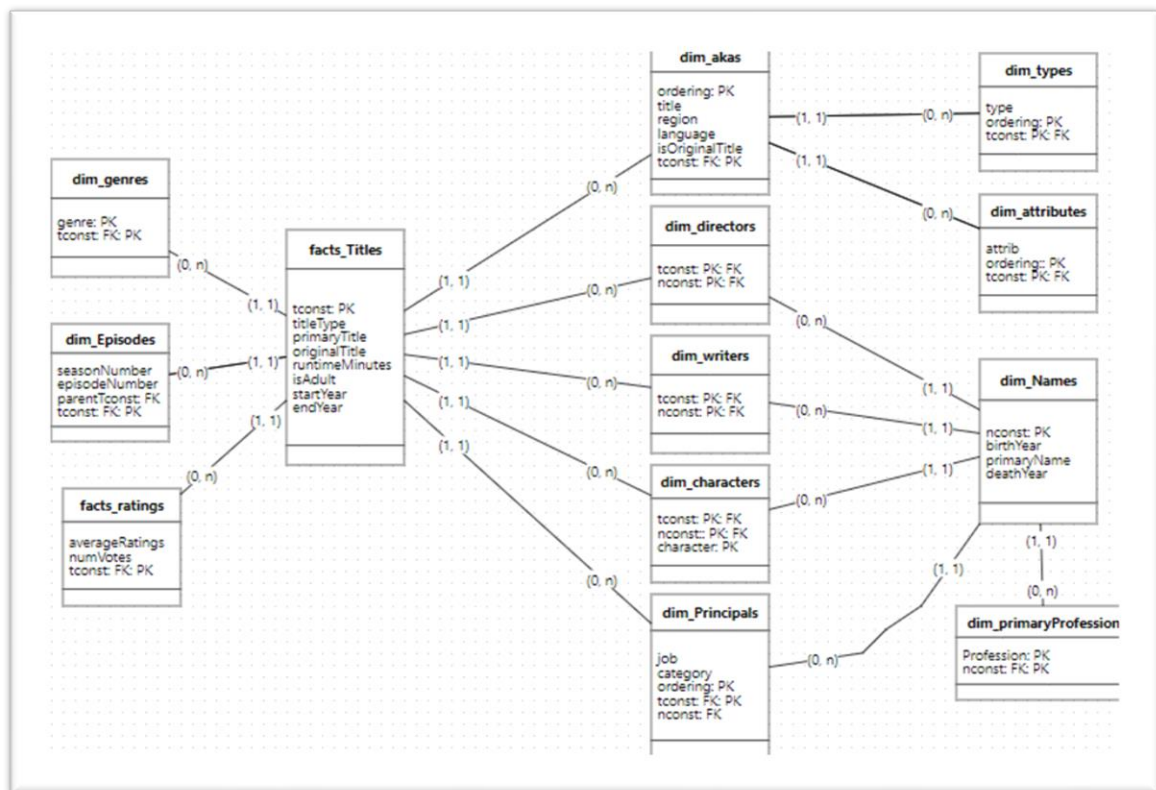 dim_genres
genre: PK
tconst: FK: PK
(0, n)
(1, 1)
dim_Episodes
seasonNumber
episodeNumber
parentTconst: FK
tconst: FK: PK
(0, n)
(1, 1)
facts_ratings
averageRatings
numVotes
tconst: FK: PK
(0, n)
(1, 1)
facts_Titles
tconst: PK
titleType
primaryTitle
originalTitle
runtimeMinutes
isAdult
startYear
endYear
(1, 1)
(0, n)
(1, 1)
(0, n)
(1, 1)
(0, n)
(1, 1)
(0, n)
(1, 1)
(0, n)
dim_akas
ordering: PK
title
region
language
isOriginalTitle
tconst: FK: PK
(1, 1)
(0, n)
(1, 1)
(0, n)
dim_types
type
ordering: PK
tconst: PK: FK
dim_attributes
attrib
ordering:: PK
tconst: PK: FK
dim_directors
tconst: PK: FK
nconst: PK: FK
(0, n)
(1, 1)
dim_writers
tconst: PK: FK
nconst: PK: FK
(0, n)
(1, 1)
dim_characters
tconst: PK: FK
nconst:: PK: FK
character: PK
(0, n)
(1, 1)
dim_Principals
job
category
ordering: PK
tconst: FK: PK
nconst: FK
(0, n)
(1, 1)
dim_Names
nconst: PK
birthYear
primaryName
deathYear
(1, 1)
(0, n)
dim_primaryProfession
Profession: PK
nconst: FK: PK